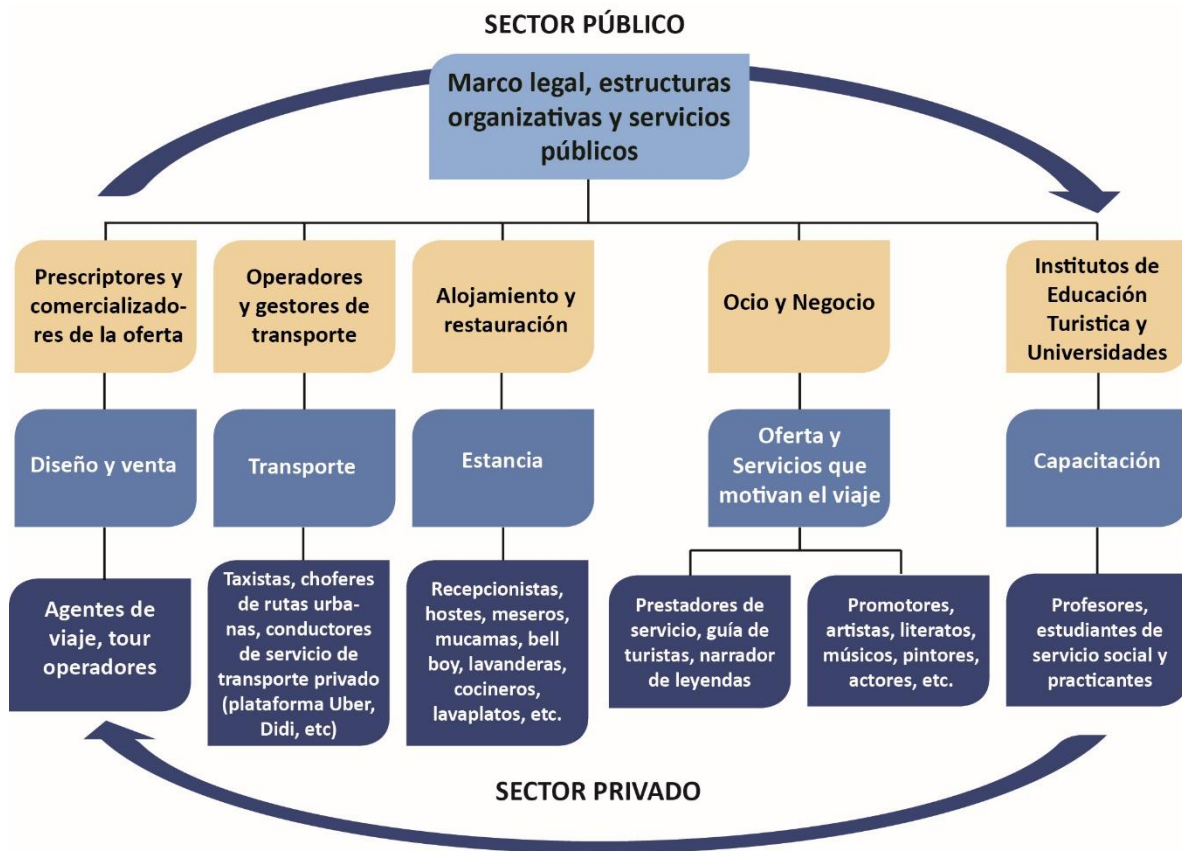 SECTOR PÚBLICO
Marco legal, estructuras
organizativas y servicios
públicos
Prescriptores y
comercializado-
res de la oferta
Operadores
y gestores de
transporte
Alojamiento y
restauración
Ocio y Negocio
Institutos de
Educación
Turistica y
Universidades
Diseño y venta
Transporte
Estancia
Oferta y
Servicios que
motivan el viaje
Capacitación
Agentes de
viaje, tour
operadores
Taxistas, choferes
de rutas urba-
nas, conductores
de servicio de
transporte privado
(plataforma Uber,
Didi, etc)
Recepcionistas,
hostes, meseros,
mucamas, bell
boy, lavanderas,
cocineros,
lavaplatos, etc.
Prestadores de
servicio, guía de
turistas, narrador
de leyendas
Promotores,
artistas, literatos,
músicos, pintores,
actores, etc.
Profesores,
estudiantes de
servicio social y
practicantes
SECTOR PRIVADO